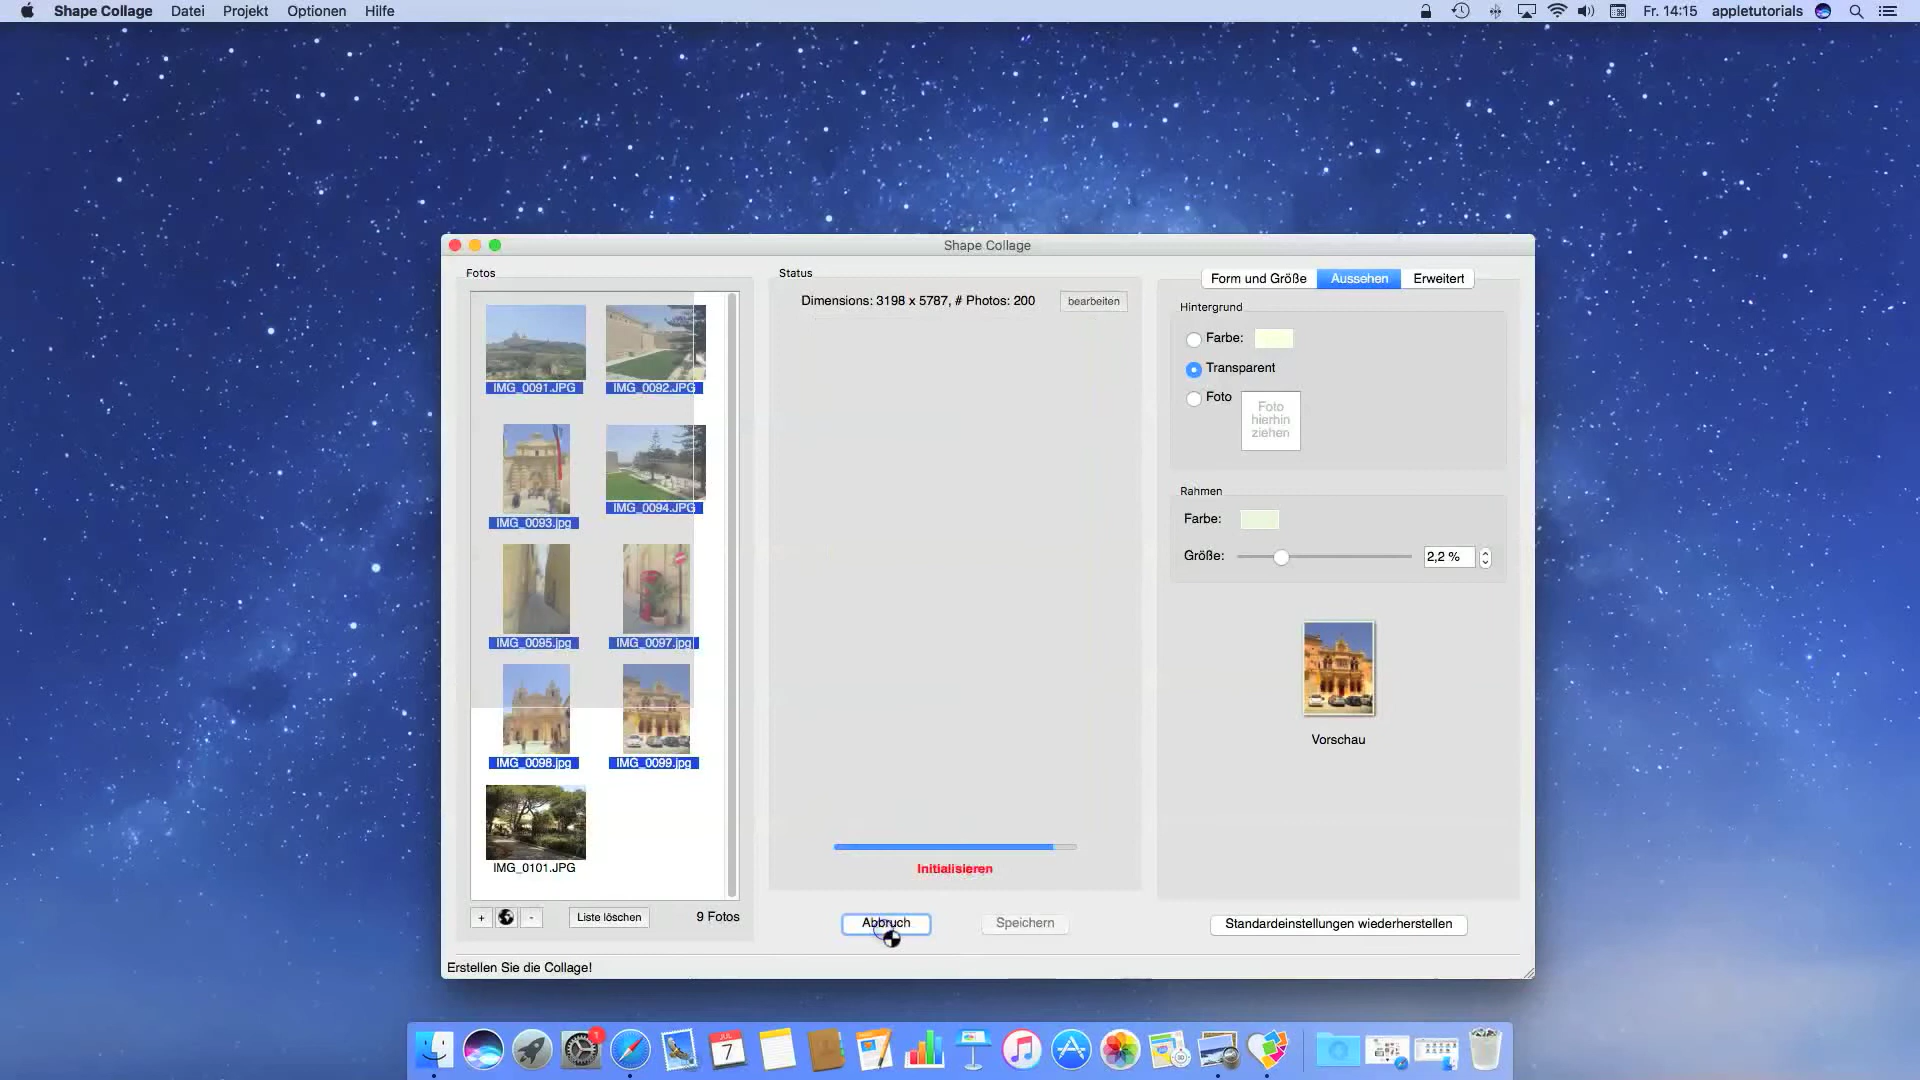 Shape Collage Datei Projekt Optionen Hilfe
Fr. 14:15 appletutorials
Shape Collage
Fotos
IMG_0091.JPG
IMG_0092.JPG
IMG_0093.jpg
IMG_0094.JPG
IMG_0095.jpg
IMG_0097.jpg
IMG_0098.jpg
IMG_0099.jpg
IMG_0101.JPG
+
-
Liste löschen
9 Fotos
Status
Dimensions: 3198 x 5787, # Photos: 200
bearbeiten
Initialisieren
Abbruch
Speichern
Form und Größe
Aussehen
Erweitert
Hintergrund
Farbe:
Transparent
Foto
Foto
hierhin
ziehen
Rahmen
Farbe:
Größe:
2,2 %
Vorschau
Standardeinstellungen wiederherstellen
Erstellen Sie die Collage!
1
JUL
7